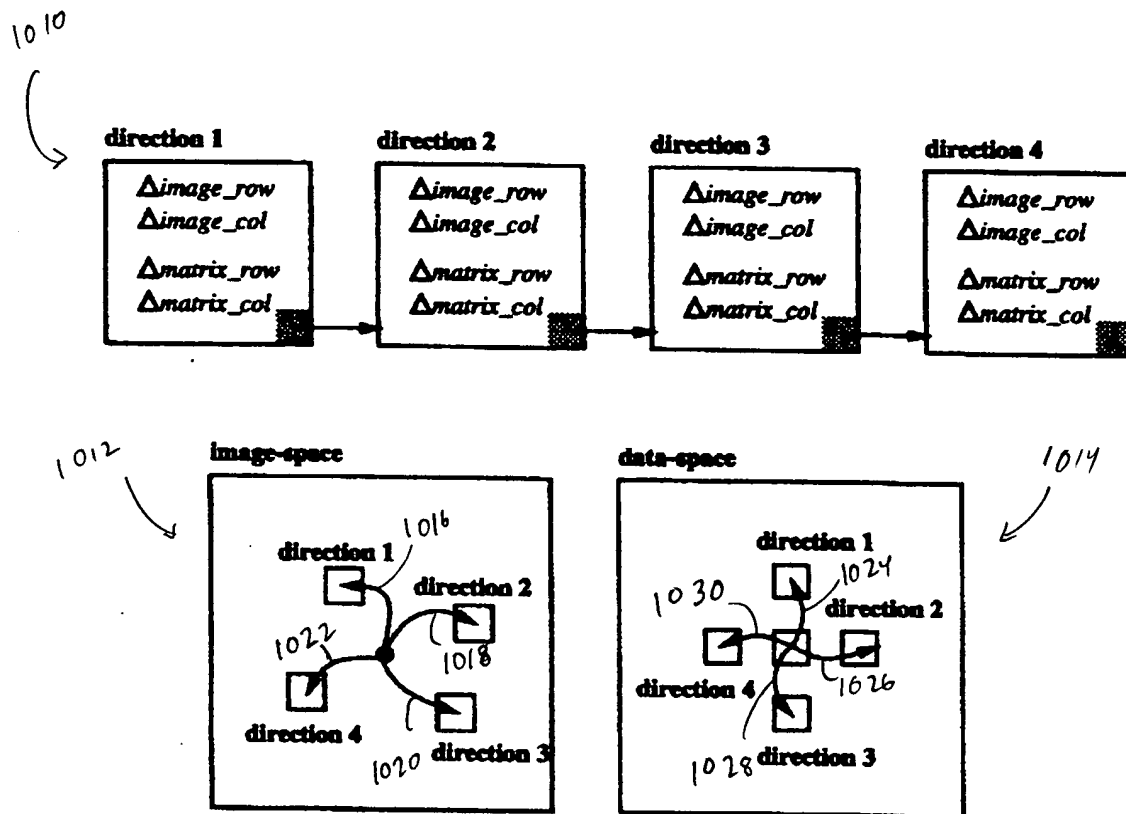 1010
direction 1
direction 2
direction 3
direction 4
Δimage_row
Δimage_col
Δmatrix_row
Δmatrix_col
Δimage_row
Δimage_col
Δmatrix_row
Δmatrix_col
Δimage_row
Δimage_col
Δmatrix_row
Δmatrix_col
Δimage_row
Δimage_col
Δmatrix_row
Δmatrix_col
1012
image-space
1016
direction 1
direction 2
1022
1018
direction 4
1020
direction 3
data-space
1014
direction 1
1024
1030
direction 2
direction 4
1026
1028
direction 3